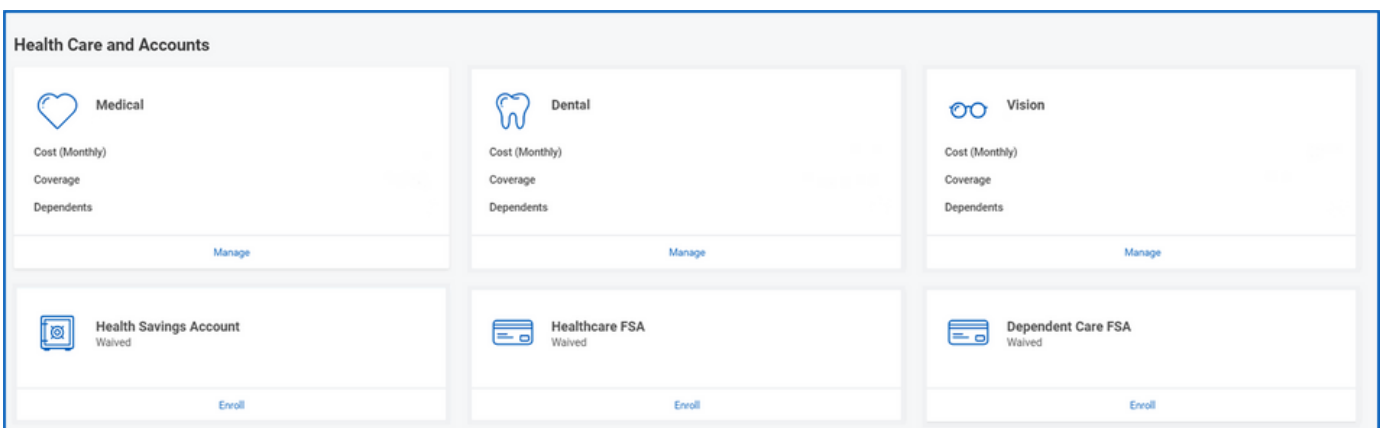 Health Care and Accounts
Medical
Cost (Monthly)
Coverage
Dependents
Manage
Dental
Cost (Monthly)
Coverage
Dependents
Manage
Vision
Cost (Monthly)
Coverage
Dependents
Manage
Health Savings Account
Waived
Enroll
Healthcare FSA
Waived
Enroll
Dependent Care FSA
Waived
Enroll